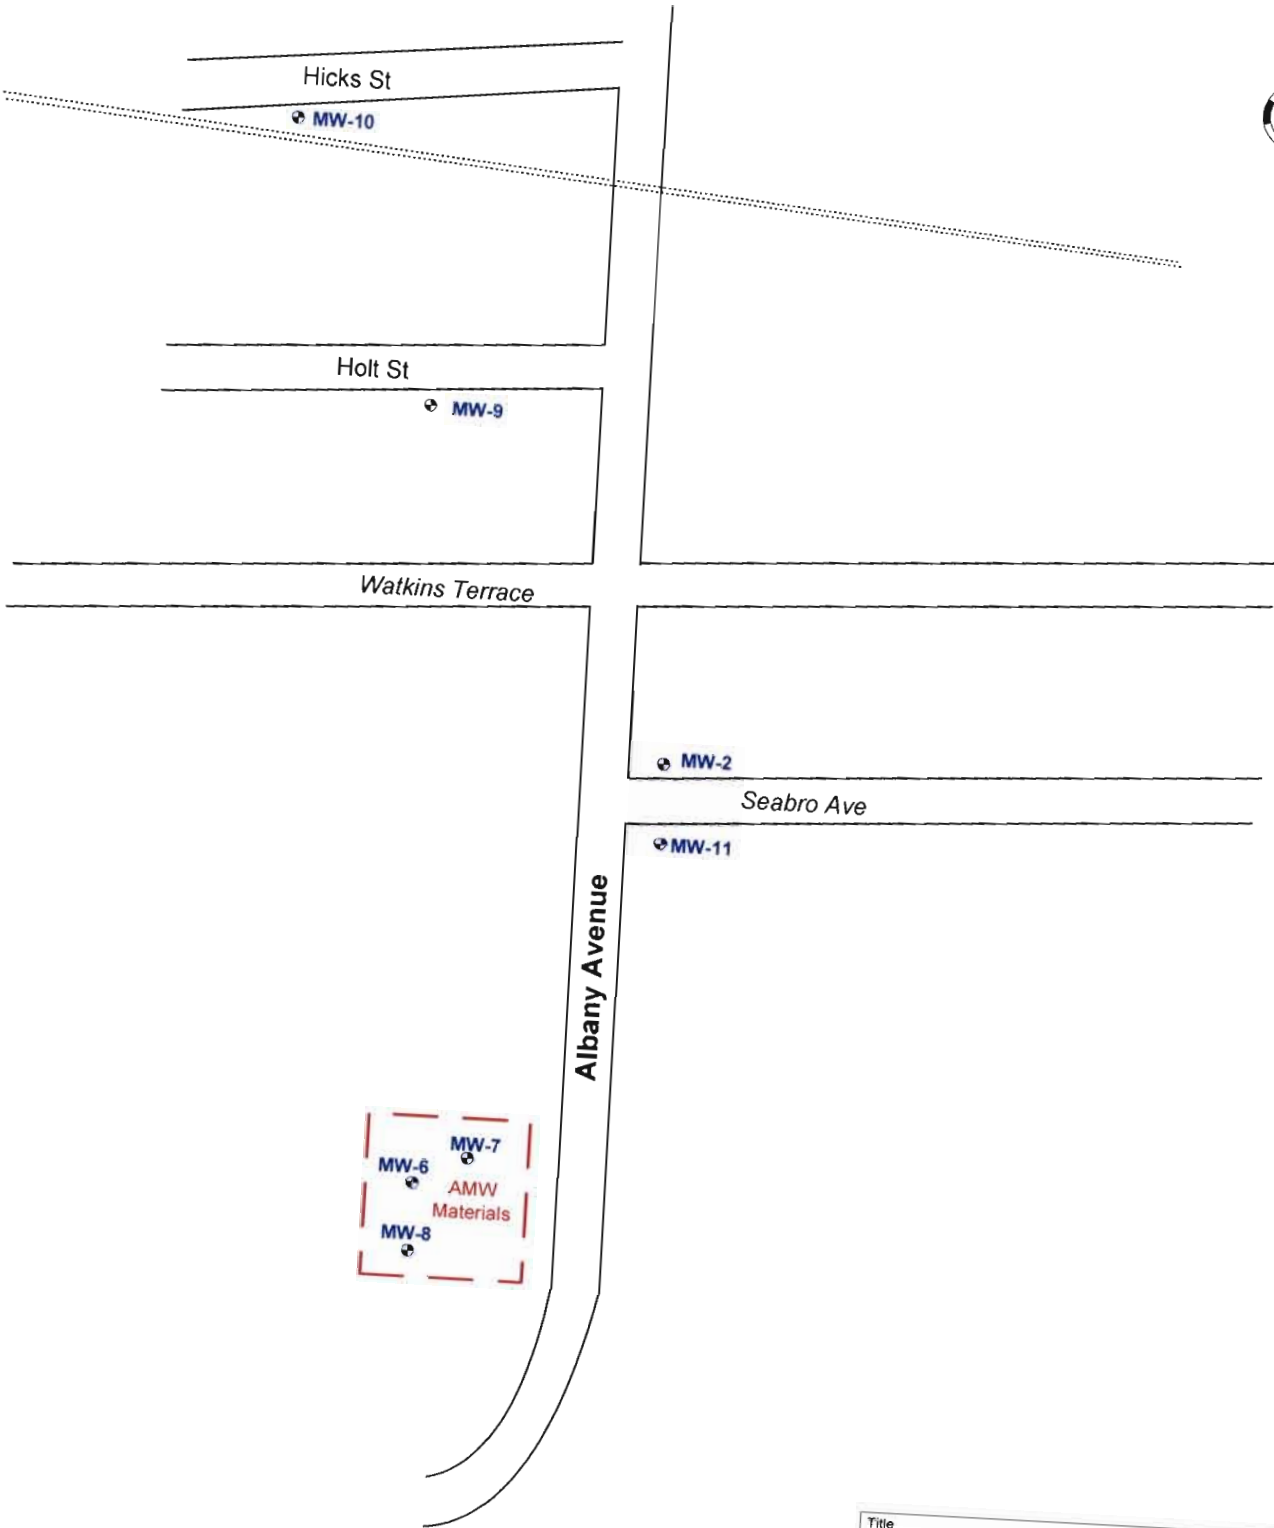 Hicks St
MW-10
Holt St
MW-9
Watkins Terrace
MW-2
Seabro Ave
MW-11
Albany Avenue
MW-7
MW-6
AMW
Materials
MW-8
Title